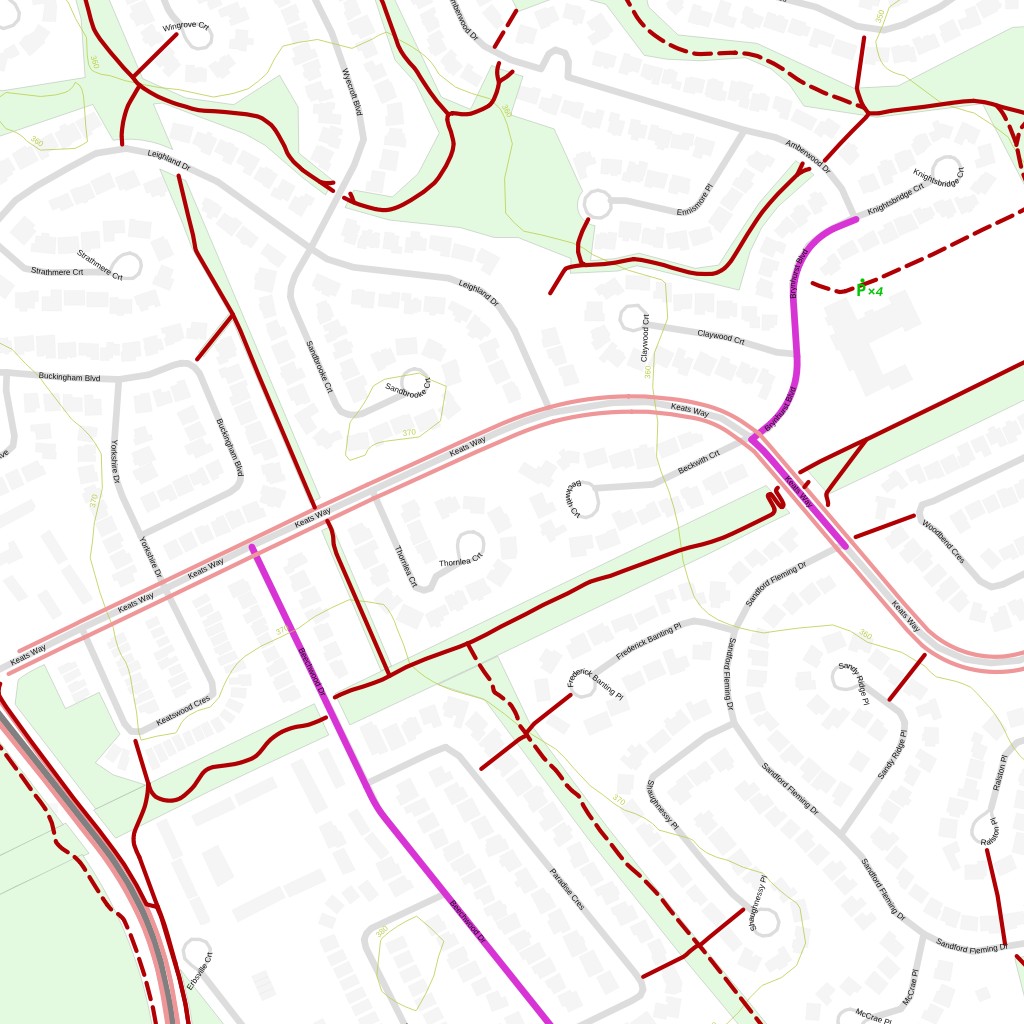 Wingrove Crt
Amberwood Dr
350
360
Wycroft Blvd
360
360
Leighland Dr
Amberwood Dr
Knightsbridge Crt
Knightsbridge Crt
Ennismore Pl
Strathmere Crt
Strathmere Crt
Leighland Dr
Brynhurst Blvd
P×4
Claywood Crt
Claywood Crt
360
Sandbrooke Crt
Sandbrooke Crt
Buckingham Blvd
Buckingham Blvd
Yorkshire Dr
370
370
Keats Way
Keats Way
Brynhurst Blvd
Beckwith Crt
Beckwith Crt
Keats Way
Keats Way
Woodbend Cres
Yorkshire Dr
Thornlea Crt
Thornlea Crt
Keats Way
Keats Way
Keats Way
Sandford Fleming Dr
Keats Way
360
370
Frederick Banting Pl
Frederick Banting Pl
Sandford Fleming Dr
Sandy Ridge Pl
Beechwood Dr
Keatswood Cres
Sandy Ridge Pl
Ralston Pl
Ralston Pl
Sandford Fleming Dr
370
Shaughnessy Pl
Shaughnessy Pl
Paradise Cres
Sandford Fleming Dr
Sandford Fleming Dr
Beechwood Dr
380
Erbsville Crt
McCrae Pl
McCrae Pl